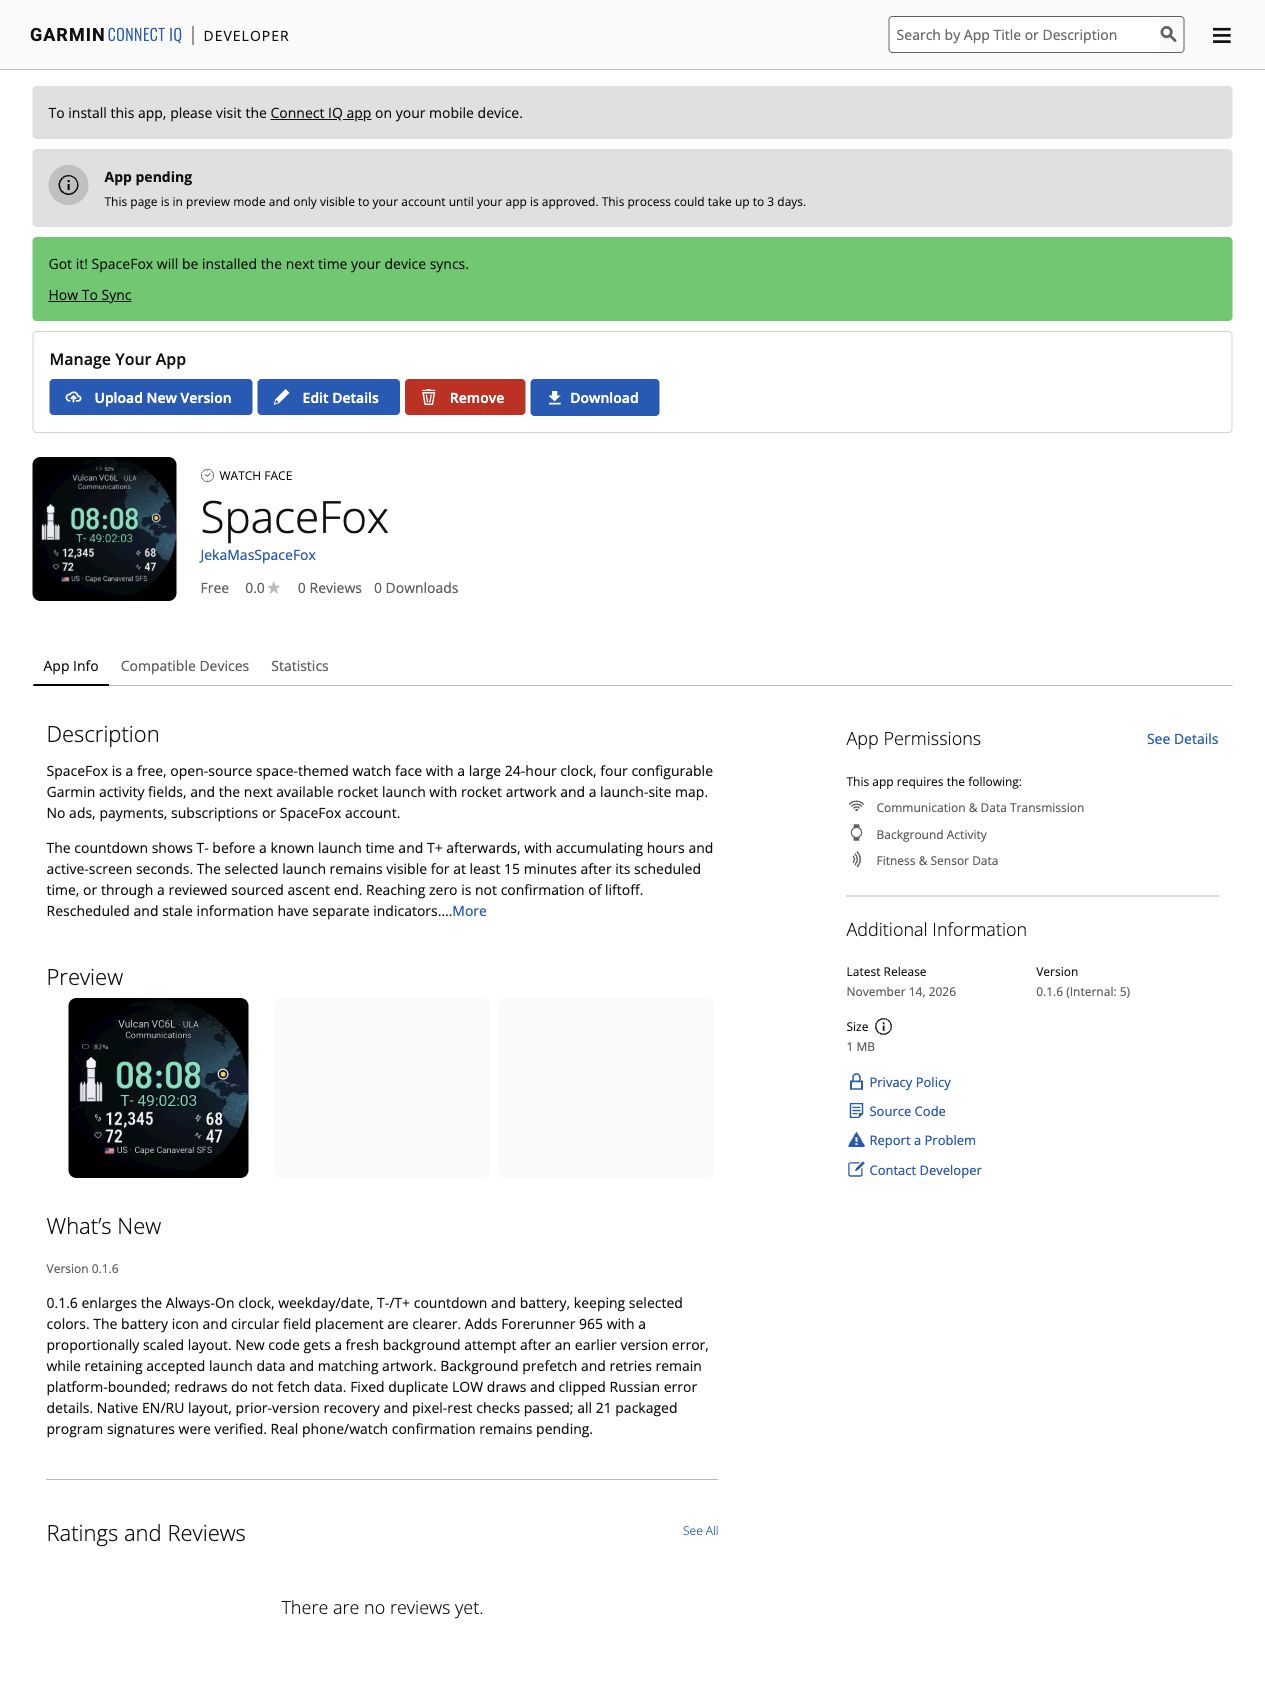 GARMIN CONNECT IQ | DEVELOPER
Search by App Title or Description
To install this app, please visit the Connect IQ app on your mobile device.
App pending
This page is in preview mode and only visible to your account until your app is approved. This process could take up to 3 days.
Got it! SpaceFox will be installed the next time your device syncs.
How To Sync
Manage Your App
Upload New Version
Edit Details
Remove
Download
82%
Vulcan VC6L · ULA
Communications
08:08
T- 49:02:03
12,345 68
72 47
US · Cape Canaveral SFS
WATCH FACE
SpaceFox
JekaMasSpaceFox
Free 0.0 0 Reviews 0 Downloads
App Info Compatible Devices Statistics
Description
SpaceFox is a free, open-source space-themed watch face with a large 24-hour clock, four configurable
Garmin activity fields, and the next available rocket launch with rocket artwork and a launch-site map.
No ads, payments, subscriptions or SpaceFox account.
The countdown shows T- before a known launch time and T+ afterwards, with accumulating hours and
active-screen seconds. The selected launch remains visible for at least 15 minutes after its scheduled
time, or through a reviewed sourced ascent end. Reaching zero is not confirmation of liftoff.
Rescheduled and stale information have separate indicators....More
Preview
Vulcan VC6L · ULA
Communications
82%
08:08
T- 49:02:03
12,345 68
72 47
US · Cape Canaveral SFS
What's New
Version 0.1.6
0.1.6 enlarges the Always-On clock, weekday/date, T-/T+ countdown and battery, keeping selected
colors. The battery icon and circular field placement are clearer. Adds Forerunner 965 with a
proportionally scaled layout. New code gets a fresh background attempt after an earlier version error,
while retaining accepted launch data and matching artwork. Background prefetch and retries remain
platform-bounded; redraws do not fetch data. Fixed duplicate LOW draws and clipped Russian error
details. Native EN/RU layout, prior-version recovery and pixel-rest checks passed; all 21 packaged
program signatures were verified. Real phone/watch confirmation remains pending.
Ratings and Reviews
See All
There are no reviews yet.
App Permissions
See Details
This app requires the following:
Communication & Data Transmission
Background Activity
Fitness & Sensor Data
Additional Information
Latest Release Version
November 14, 2026 0.1.6 (Internal: 5)
Size
1 MB
Privacy Policy
Source Code
Report a Problem
Contact Developer